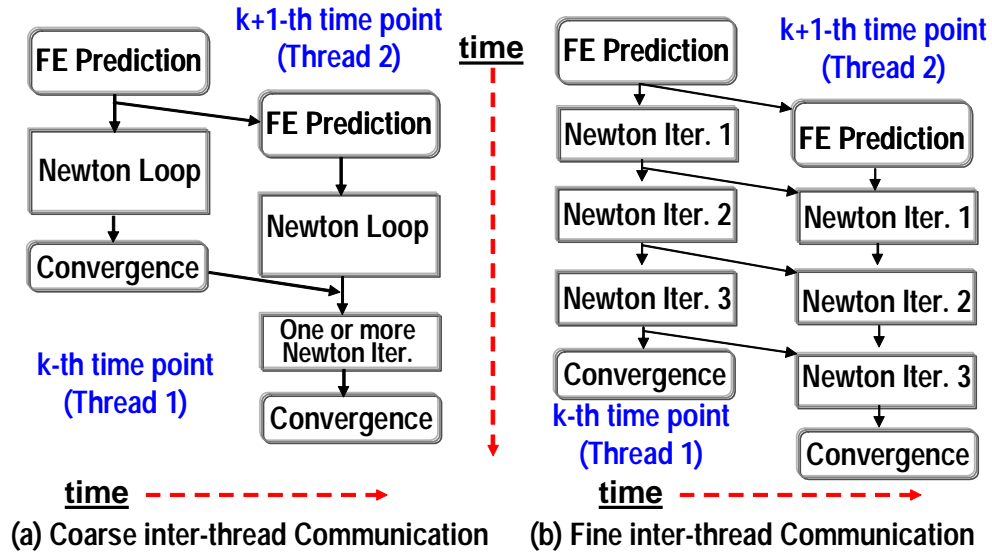 FE Prediction
k+1-th time point
(Thread 2)
FE Prediction
Newton Loop
Newton Loop
Convergence
One or more
Newton Iter.
Convergence
k-th time point
(Thread 1)
time
time
(a) Coarse inter-thread Communication
FE Prediction
k+1-th time point
(Thread 2)
Newton Iter. 1
FE Prediction
Newton Iter. 2
Newton Iter. 1
Newton Iter. 3
Newton Iter. 2
Convergence
Newton Iter. 3
k-th time point
(Thread 1)
Convergence
time
(b) Fine inter-thread Communication